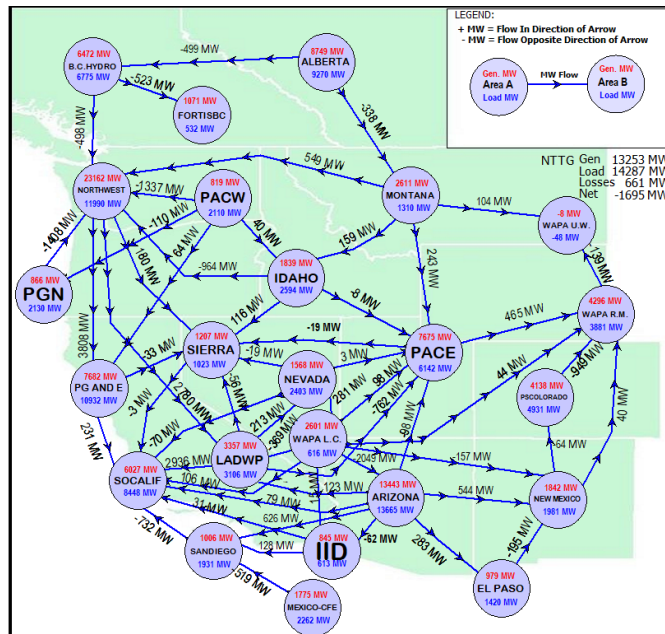 LEGEND:
+ MW = Flow In Direction of Arrow
- MW = Flow Opposite Direction of Arrow
Gen. MW
Area A
Load MW
MW Flow
Gen. MW
Area B
Load MW
NTTG Gen 13253 MW
Load 14287 MW
Losses 661 MW
Net -1695 MW
6472 MW
B.C.HYDRO
6775 MW
-499 MW
8749 MW
ALBERTA
9270 MW
-523 MW
1071 MW
FORTISBC
532 MW
-338 MW
-498 MW
549 MW
23162 MW
NORTHWEST
11990 MW
-1337 MW
819 MW
PACW
2110 MW
2611 MW
MONTANA
1310 MW
104 MW
-8 MW
WAPA U.W.
-48 MW
-110 MW
40 MW
159 MW
-1408 MW
180 MW
64 MW
-964 MW
243 MW
-139 MW
866 MW
PGN
2130 MW
1839 MW
IDAHO
2594 MW
-8 MW
465 MW
4296 MW
WAPA R.M.
3881 MW
116 MW
3808 MW
-19 MW
1207 MW
SIERRA
1023 MW
7675 MW
PACE
6142 MW
-33 MW
-19 MW
3 MW
7682 MW
PG AND E
10932 MW
1568 MW
NEVADA
2403 MW
281 MW
98 MW
44 MW
-949 MW
4138 MW
PSCOLORADO
4931 MW
-3 MW
2780 MW
-56 MW
213 MW
-762 MW
40 MW
231 MW
-70 MW
-369 MW
2601 MW
WAPA L.C.
616 MW
-98 MW
64 MW
3357 MW
LADWP
3106 MW
-2049 MW
-157 MW
6027 MW
SOCALIF
8448 MW
2936 MW
106 MW
79 MW
-123 MW
13443 MW
ARIZONA
13665 MW
544 MW
1842 MW
NEW MEXICO
1981 MW
31 MW
626 MW
-732 MW
1006 MW
SANDIEGO
1931 MW
128 MW
845 MW
IID
613 MW
-62 MW
283 MW
-195 MW
-519 MW
1775 MW
MEXICO-CFE
2262 MW
979 MW
EL PASO
1420 MW